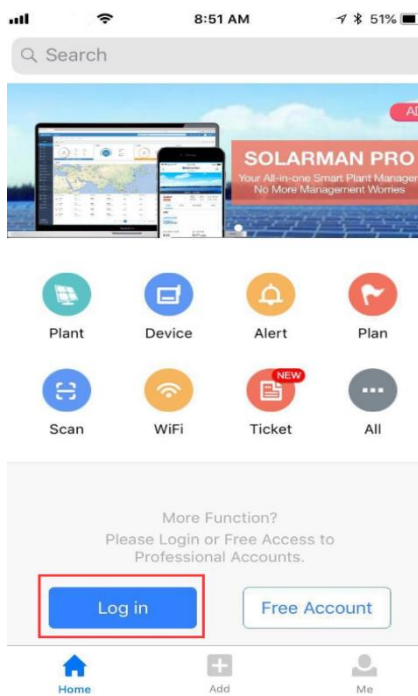 8:51 AM
51%
Search
AD
SOLARMAN PRO
Your All-in-one Smart Plant Manager
No More Management Worries
Plant
Device
Alert
Plan
NEW
Scan
WiFi
Ticket
All
More Function?
Please Login or Free Access to
Professional Accounts.
Log in
Free Account
Home
Add
Me